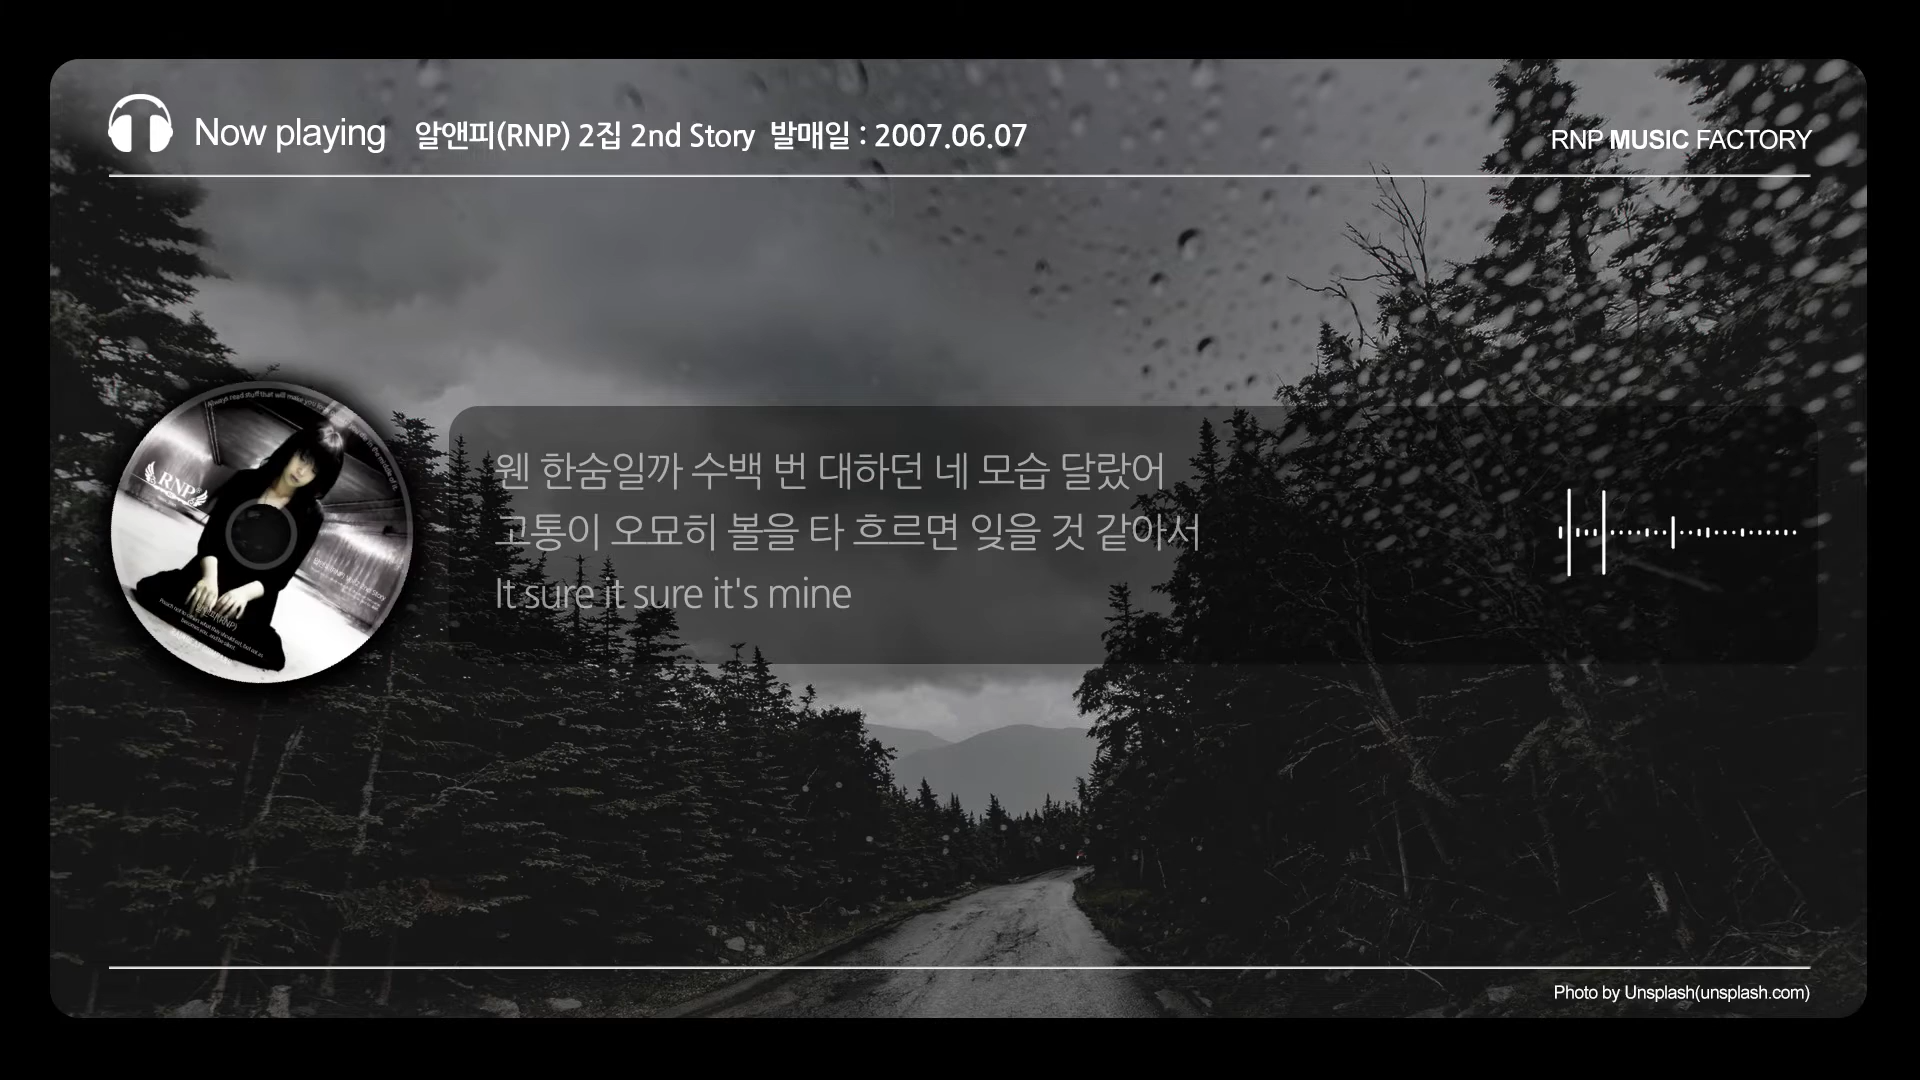 Now playing 알앤피(RNP) 2집 2nd Story 발매일 : 2007.06.07
RNP MUSIC FACTORY
RNP
웬 한숨일까 수백 번 대하던 네 모습 달랐어
고통이 오묘히 볼을 타 흐르면 잊을 것 같아서
It sure it sure it's mine
Photo by Unsplash(unsplash.com)